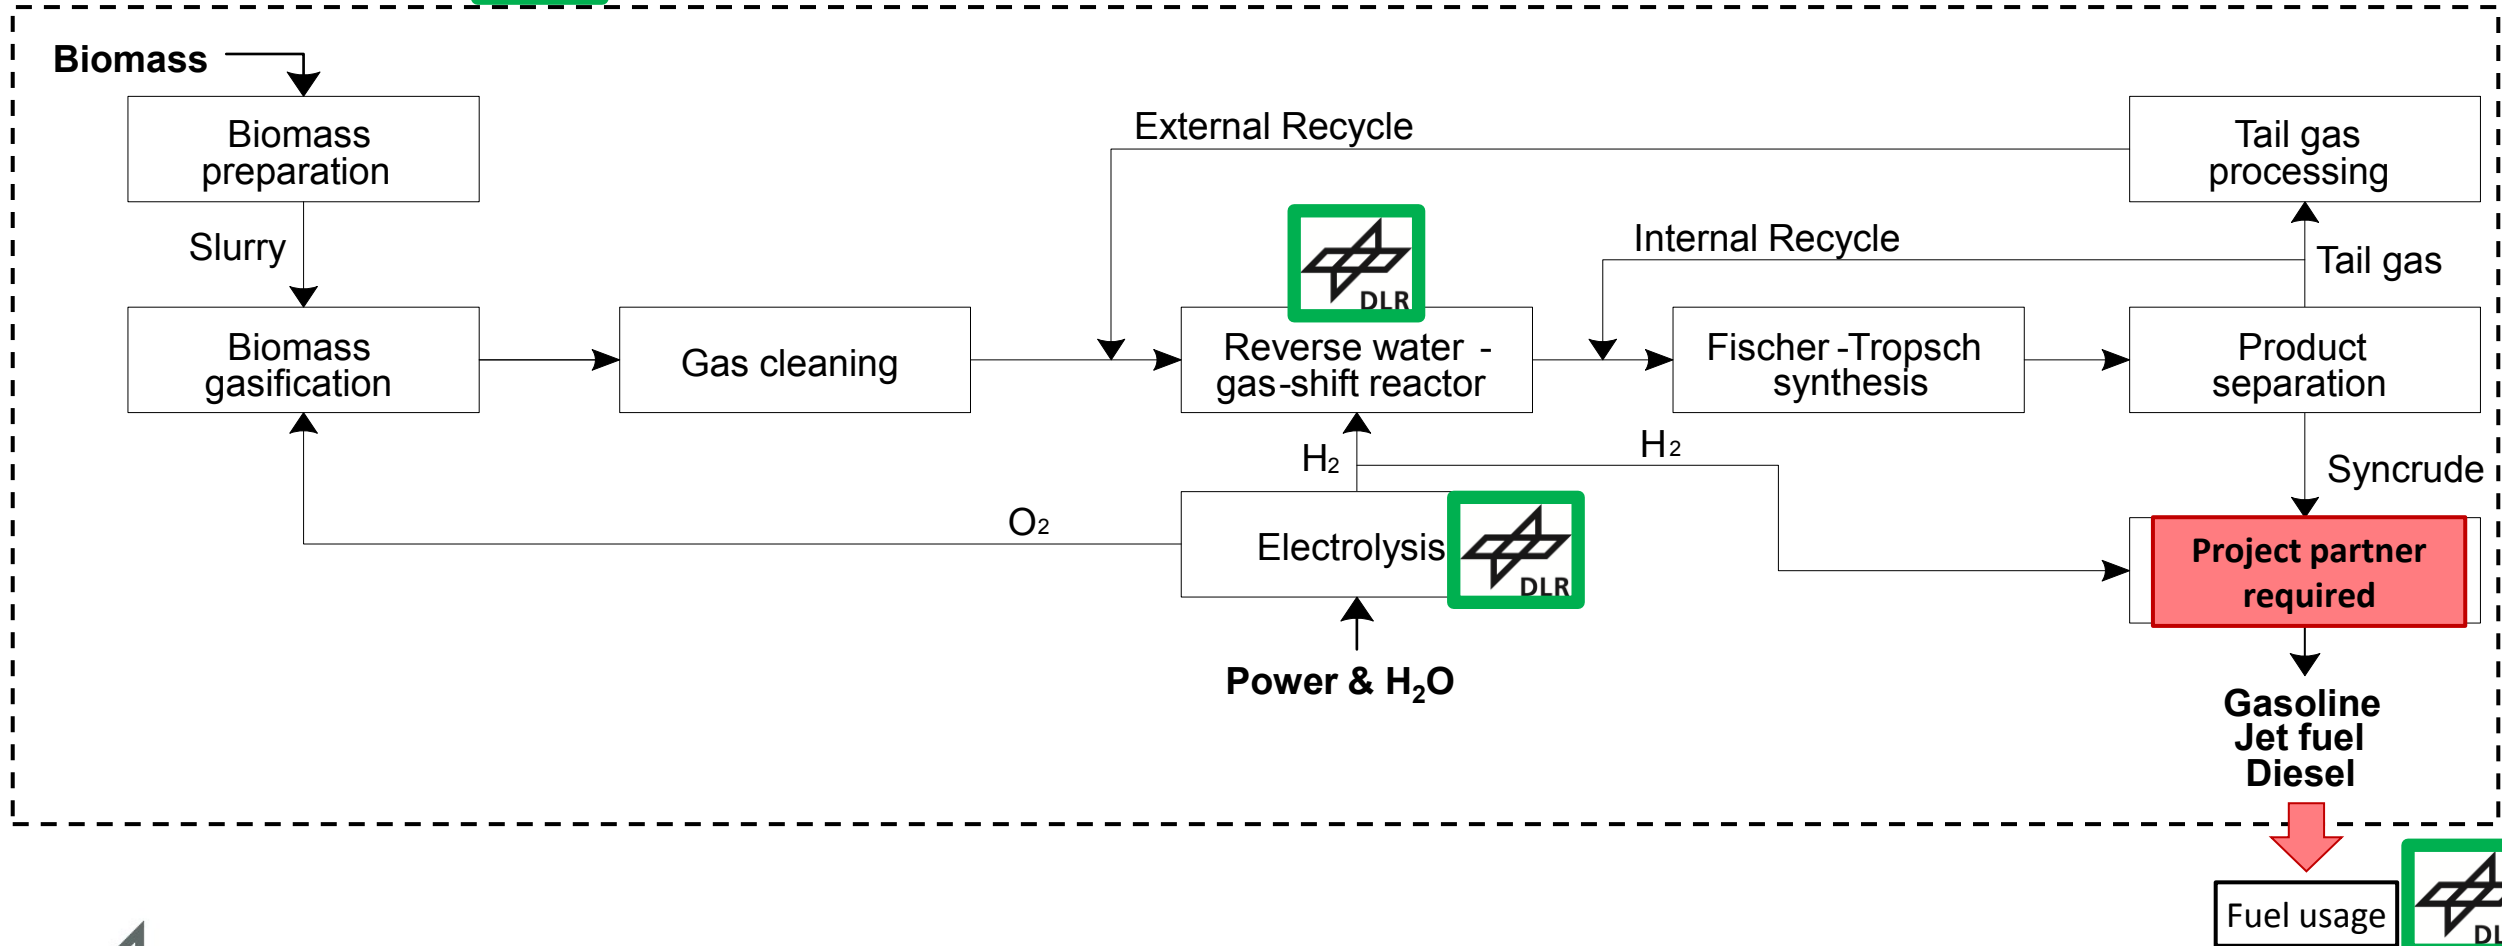 Biomass
Biomass
preparation
External Recycle
Tail gas
processing
Slurry
DLR
Internal Recycle
Tail gas
Biomass
gasification
Gas cleaning
Reverse water -
gas-shift reactor
Fischer -Tropsch
synthesis
Product
separation
H2
H2
Syncrude
O2
Electrolysis
DLR
Project partner
required
Power & H2O
Gasoline
Jet fuel
Diesel
Fuel usage